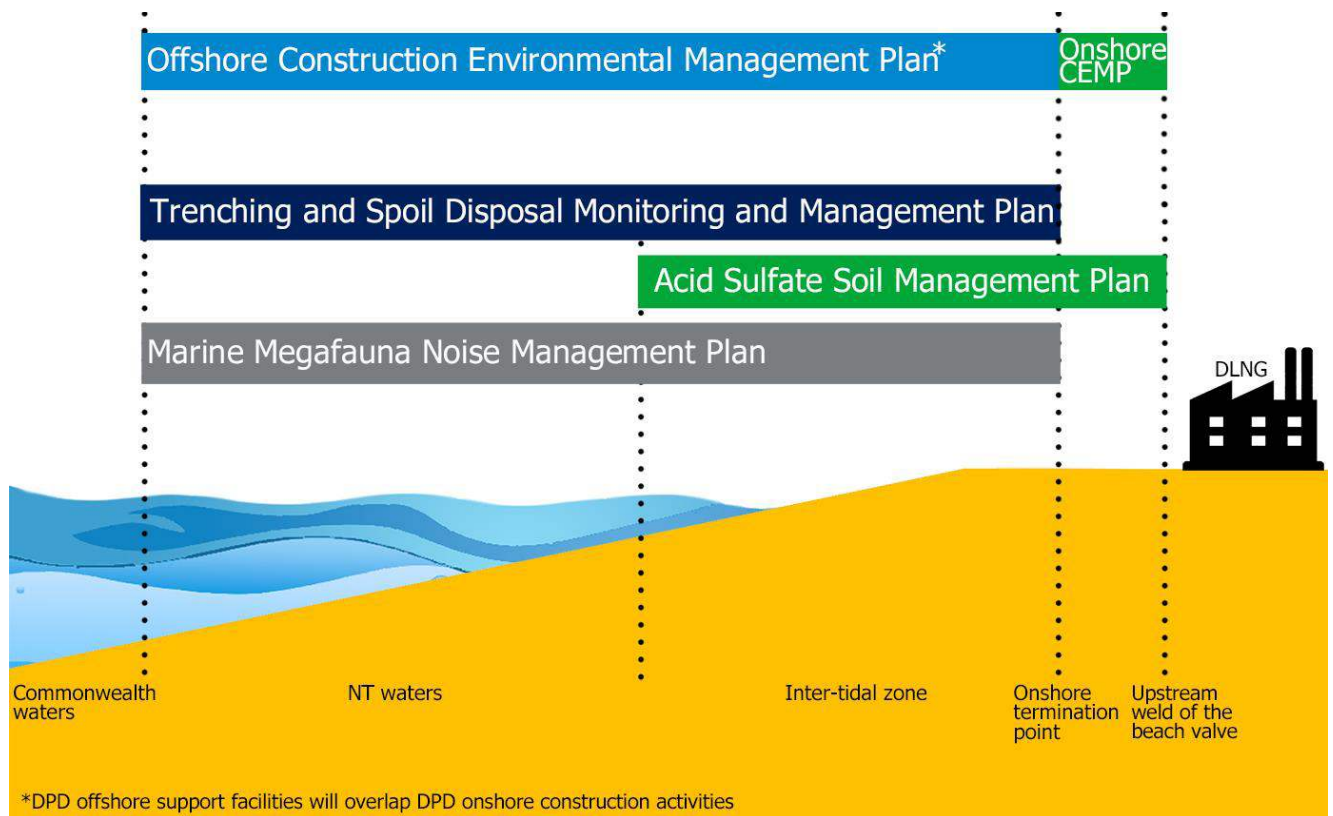 Offshore Construction Environmental Management Plan*
Onshore
CEMP
Trenching and Spoil Disposal Monitoring and Management Plan
Acid Sulfate Soil Management Plan
Marine Megafauna Noise Management Plan
DLNG
Commonwealth
waters
NT waters
Inter-tidal zone
Onshore
termination
point
Upstream
weld of the
beach valve
*DPD offshore support facilities will overlap DPD onshore construction activities